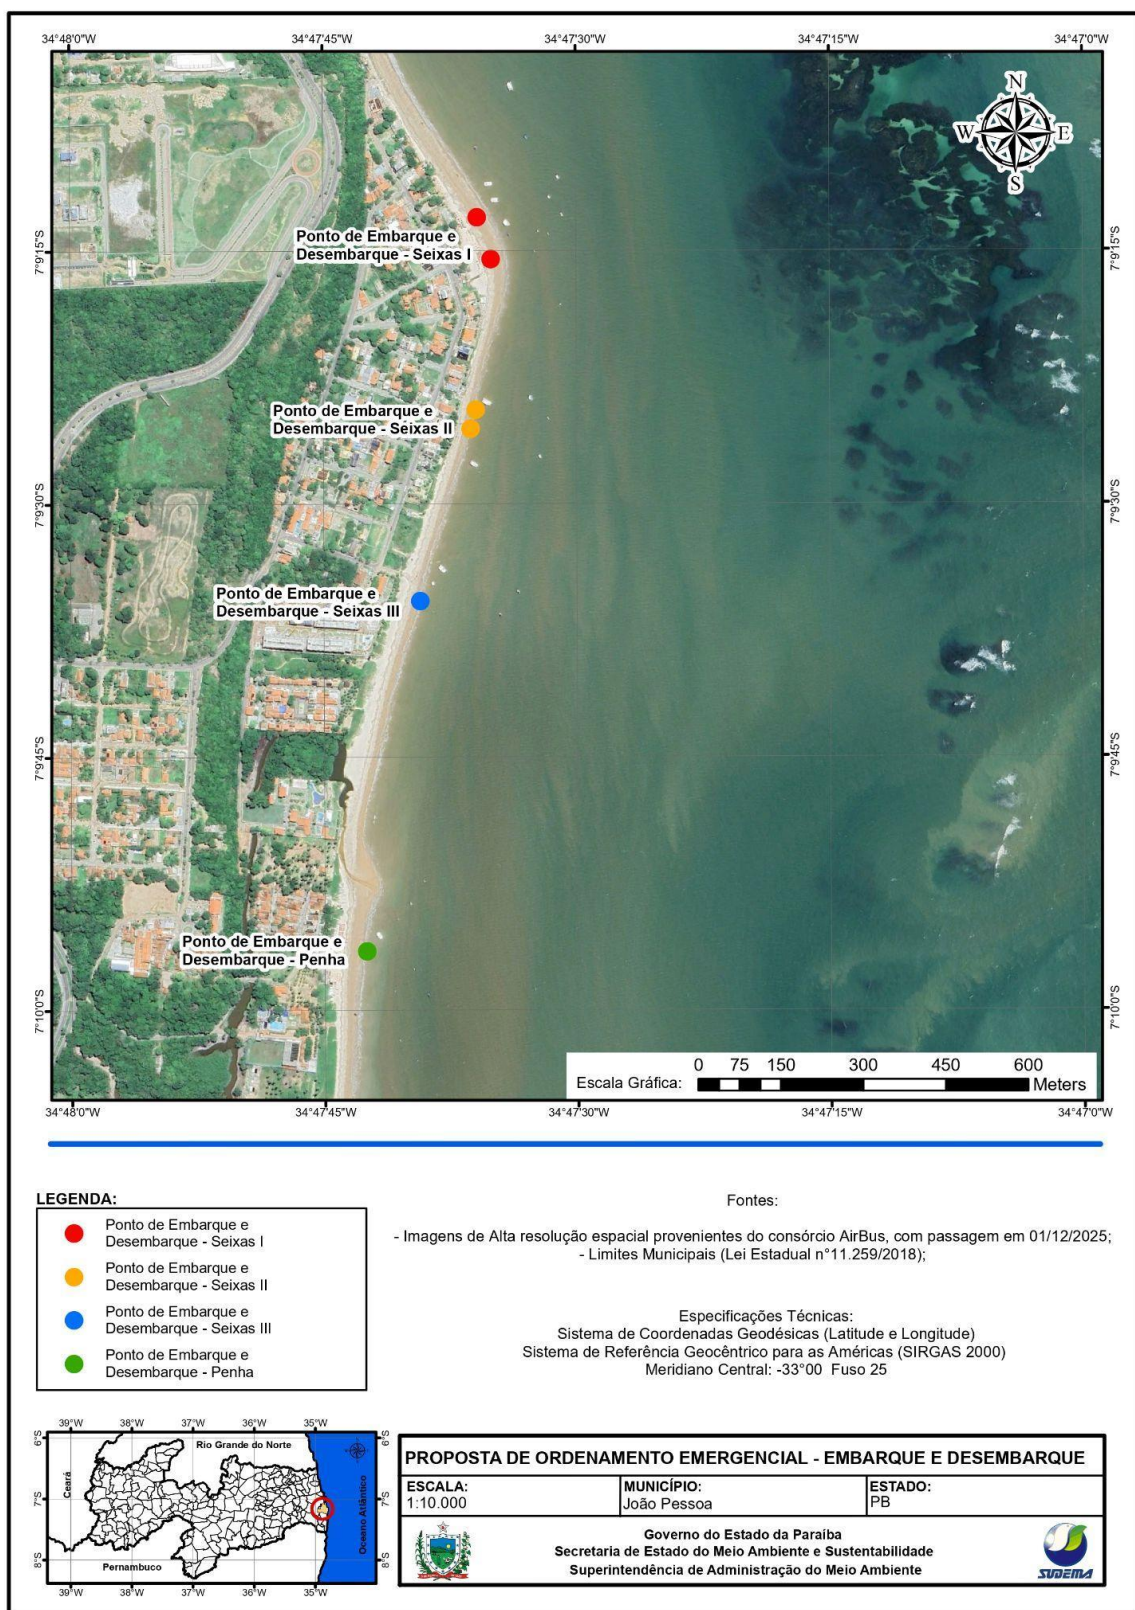 34°48'0"W
34°47'45"W
34°47'30"W
34°47'15"W
34°47'0"W
N
W
E
S
7°9'15"S
7°9'15"S
Ponto de Embarque e
Desembarque - Seixas I
Ponto de Embarque e
Desembarque - Seixas II
7°9'30"S
7°9'30"S
Ponto de Embarque e
Desembarque - Seixas III
7°9'45"S
7°9'45"S
Ponto de Embarque e
Desembarque - Penha
7°10'0"S
7°10'0"S
Escala Gráfica:
0 75 150 300 450 600
Meters
34°48'0"W
34°47'45"W
34°47'30"W
34°47'15"W
34°47'0"W
LEGENDA:
Ponto de Embarque e
Desembarque - Seixas I
Ponto de Embarque e
Desembarque - Seixas II
Ponto de Embarque e
Desembarque - Seixas III
Ponto de Embarque e
Desembarque - Penha
Fontes:
- Imagens de Alta resolução espacial provenientes do consórcio AirBus, com passagem em 01/12/2025;
- Limites Municipais (Lei Estadual n°11.259/2018);
Especificações Técnicas:
Sistema de Coordenadas Geodésicas (Latitude e Longitude)
Sistema de Referência Geocêntrico para as Américas (SIRGAS 2000)
Meridiano Central: -33°00 Fuso 25
39°W 38°W 37°W 36°W 35°W
6°S
7°S
8°S
6°S
7°S
8°S
Rio Grande do Norte
Ceará
Oceano Atlântico
Pernambuco
39°W 38°W 37°W 36°W 35°W
PROPOSTA DE ORDENAMENTO EMERGENCIAL - EMBARQUE E DESEMBARQUE
ESCALA:
1:10.000
MUNICÍPIO:
João Pessoa
ESTADO:
PB
Governo do Estado da Paraíba
Secretaria de Estado do Meio Ambiente e Sustentabilidade
Superintendência de Administração do Meio Ambiente
SUDEMA